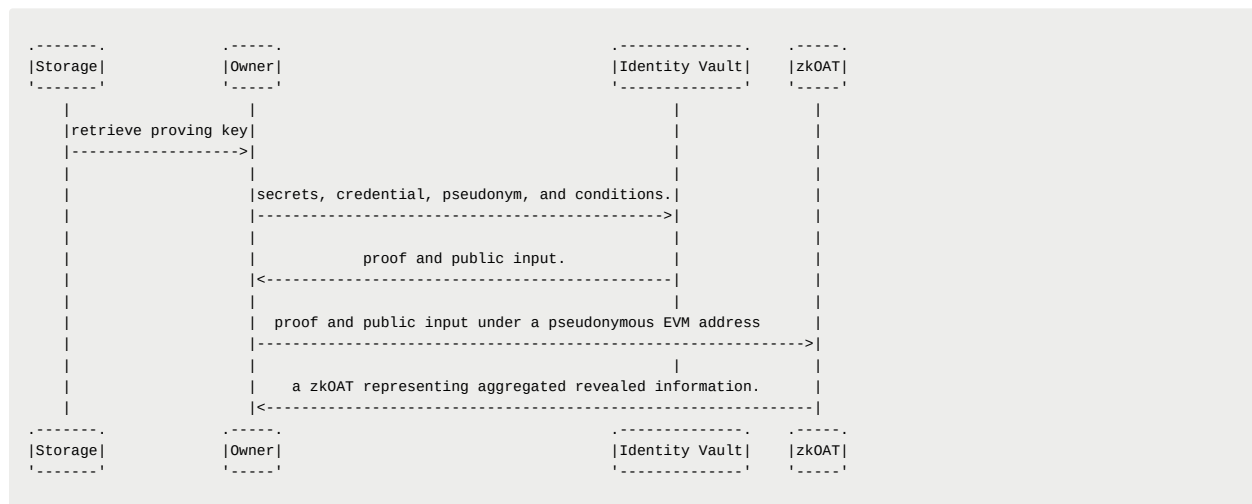 .-------.             .-----.                                      .--------------.    .-----.
|Storage|             |Owner|                                      |Identity Vault|    |zkOAT|
'-------'             '-----'                                      '--------------'    '-----'
    |                    |                                                |               |
    |retrieve proving key|                                                |               |
    |------------------->|                                                |               |
    |                    |                                                |               |
    |                    |secrets, credential, pseudonym, and conditions.|               |
    |                    |----------------------------------------------->|               |
    |                    |                                                |               |
    |                    |            proof and public input.             |               |
    |                    |<-----------------------------------------------|               |
    |                    |                                                |               |
    |                    |  proof and public input under a pseudonymous EVM address       |
    |                    |--------------------------------------------------------------->|
    |                    |                                                |               |
    |                    |    a zkOAT representing aggregated revealed information.       |
    |                    |<---------------------------------------------------------------|
.-------.             .-----.                                      .--------------.    .-----.
|Storage|             |Owner|                                      |Identity Vault|    |zkOAT|
'-------'             '-----'                                      '--------------'    '-----'